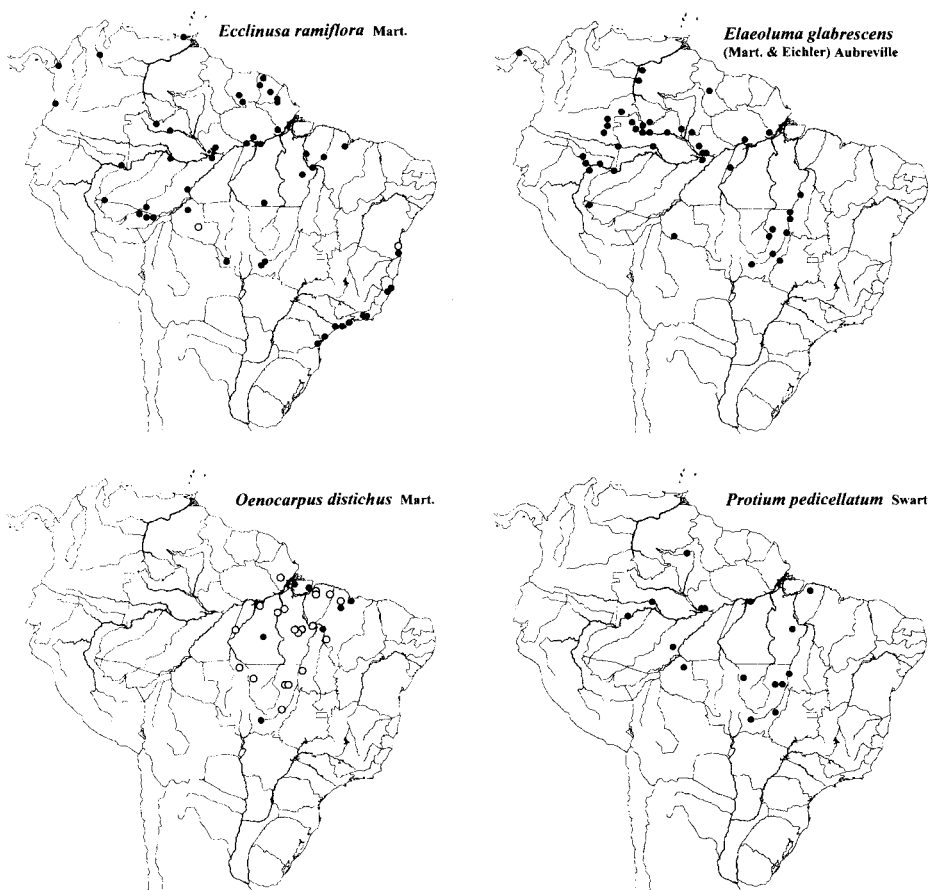 Ecclinusa ramiflora Mart.
Elaeoluma glabrescens
(Mart. & Eichler) Aubreville
Oenocarpus distichus Mart.
Protium pedicellatum Swart